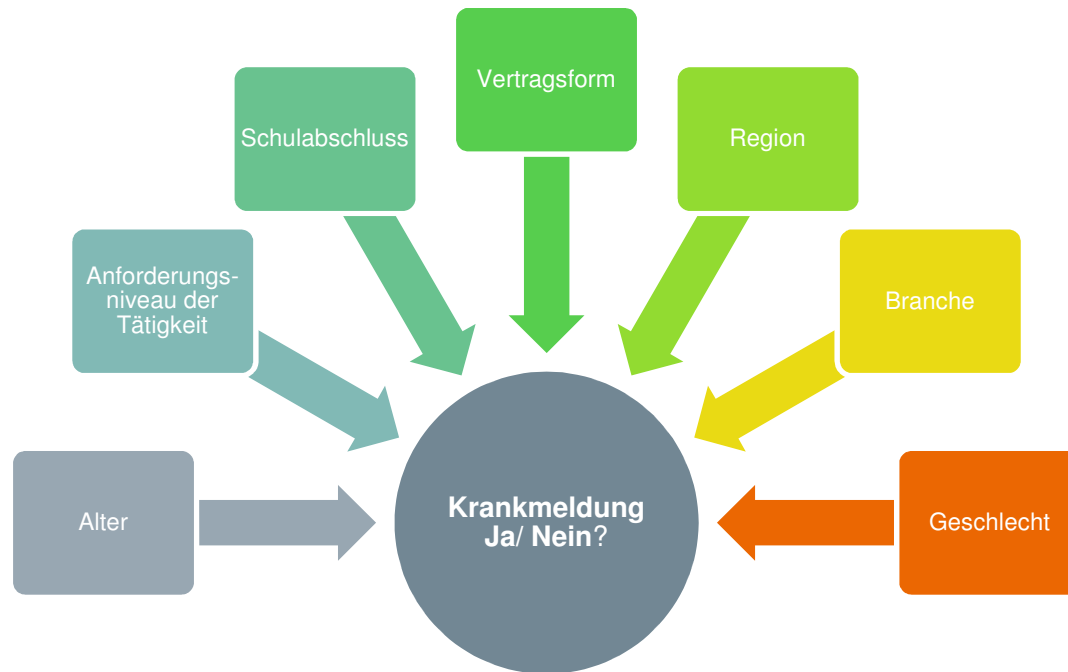 Vertragsform
Schulabschluss
Region
Anforderungs-
niveau der
Tätigkeit
Branche
Alter
Krankmeldung
Ja/ Nein?
Geschlecht